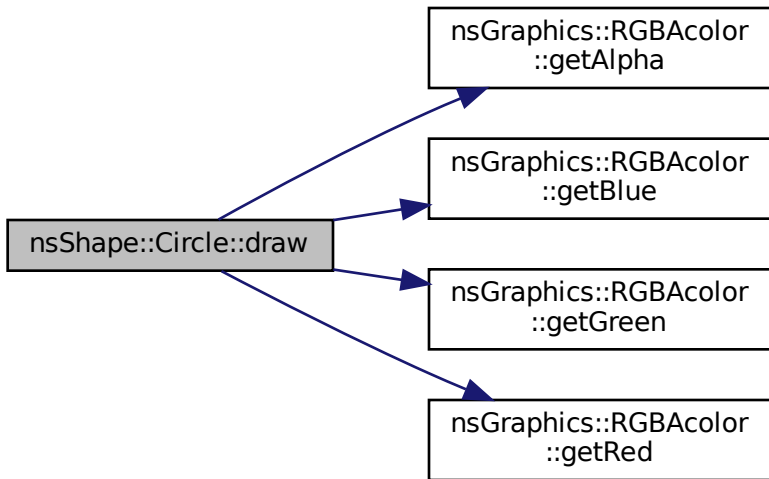 nsShape::Circle::draw
nsGraphics::RGBAcolor
::getAlpha
nsGraphics::RGBAcolor
::getBlue
nsGraphics::RGBAcolor
::getGreen
nsGraphics::RGBAcolor
::getRed